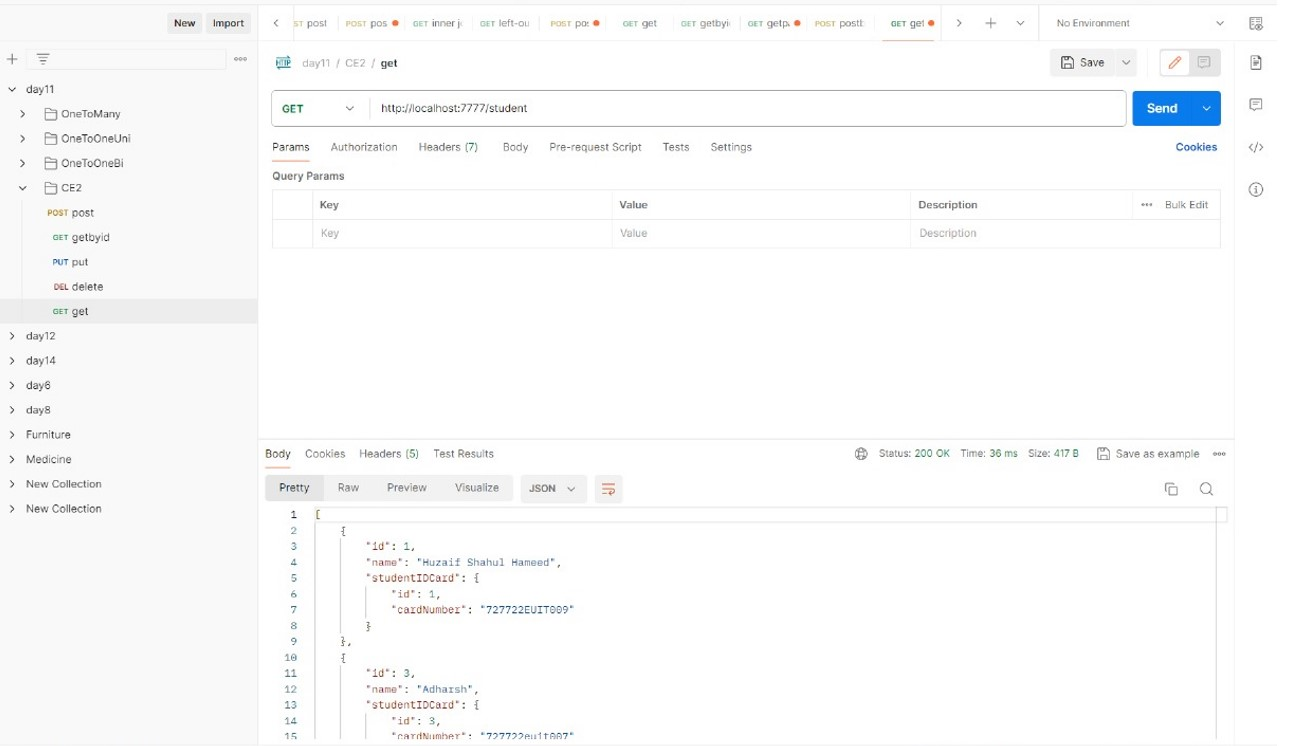 New Import ST post POST pos GET inner j GET left-ou POST po: GET get GET getbyi GET getp. POST postl GET get No Environment
day11 / CE2 / get Save
GET http://localhost:7777/student Send
Params Authorization Headers (7) Body Pre-request Script Tests Settings Cookies
Query Params
Key Value Description Bulk Edit
Key Value Description
day11
OneToMany
OneToOneUni
OneToOneBi
CE2
POST post
GET getbyid
PUT put
DEL delete
GET get
day12
day14
day6
day8
Furniture
Medicine
New Collection
New Collection
Body Cookies Headers (5) Test Results Status: 200 OK Time: 36 ms Size: 417 B Save as example
Pretty Raw Preview Visualize JSON
1 [
2 {
3 "id": 1,
4 "name": "Huzaif Shahul Hameed",
5 "studentIDCard": {
6 "id": 1,
7 "cardNumber": "727722EUIT009"
8 }
9 },
10 {
11 "id": 3,
12 "name": "Adharsh",
13 "studentIDCard": {
14 "id": 3,
15 "cardNumber": "727722euit007"